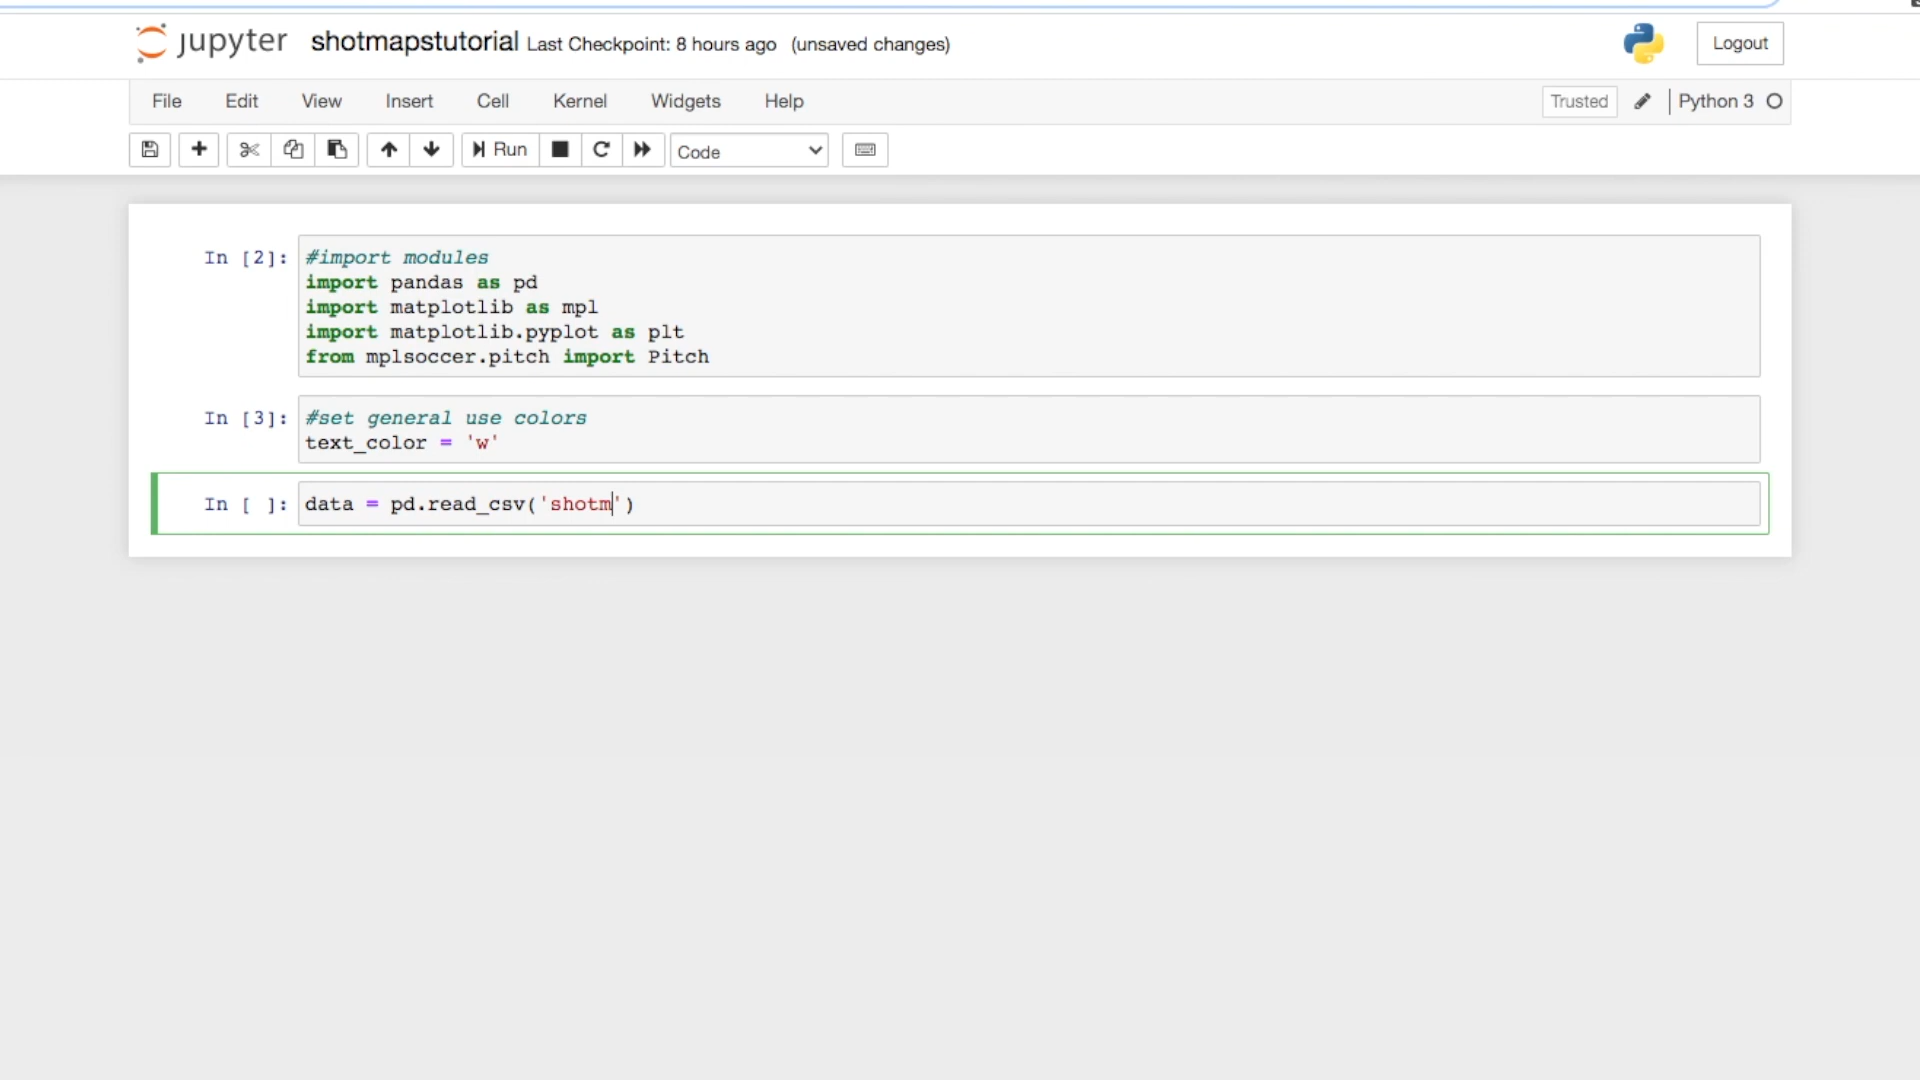 jupyter shotmapstutorial Last Checkpoint: 8 hours ago (unsaved changes) Logout
File Edit View Insert Cell Kernel Widgets Help Trusted Python 3
Run Code
In [2]: #import modules
import pandas as pd
import matplotlib as mpl
import matplotlib.pyplot as plt
from mplsoccer.pitch import Pitch
In [3]: #set general use colors
text_color = 'w'
In [ ]: data = pd.read_csv('shotm')